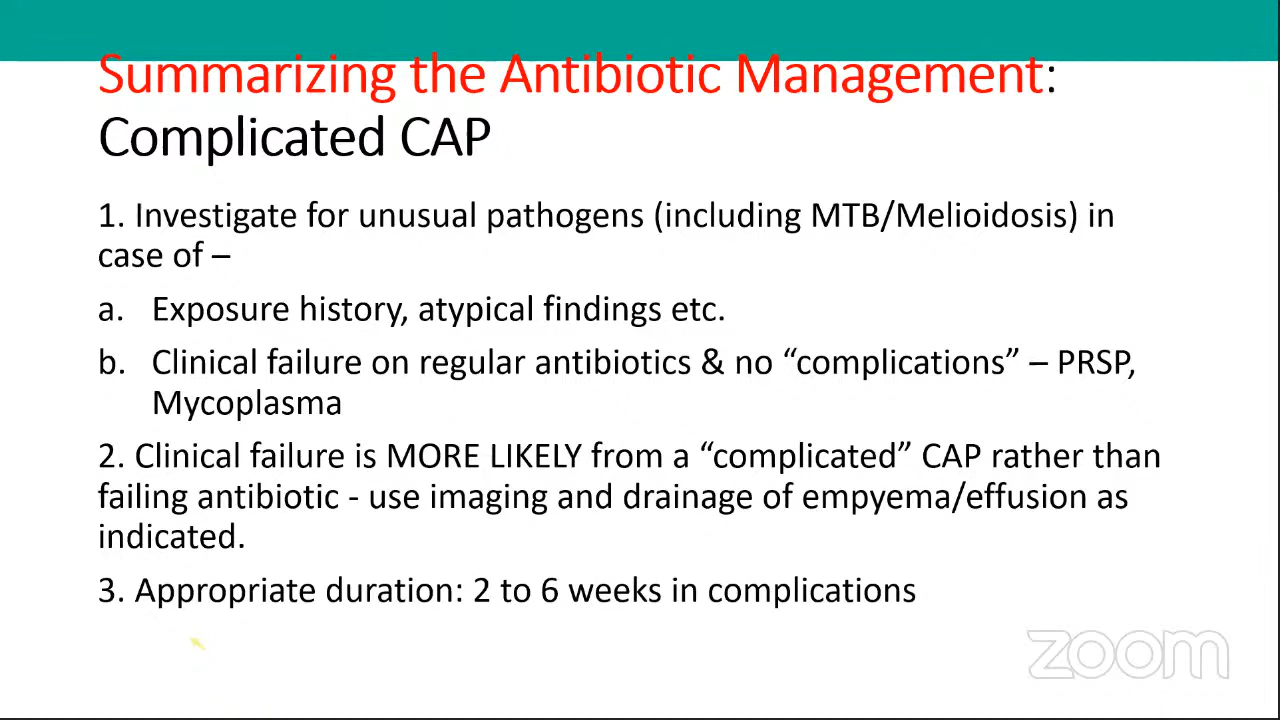 Summarizing the Antibiotic Management:
Complicated CAP
1. Investigate for unusual pathogens (including MTB/Melioidosis) in
case of –
a. Exposure history, atypical findings etc.
b. Clinical failure on regular antibiotics & no “complications” – PRSP,
Mycoplasma
2. Clinical failure is MORE LIKELY from a “complicated” CAP rather than
failing antibiotic - use imaging and drainage of empyema/effusion as
indicated.
3. Appropriate duration: 2 to 6 weeks in complications
zoom